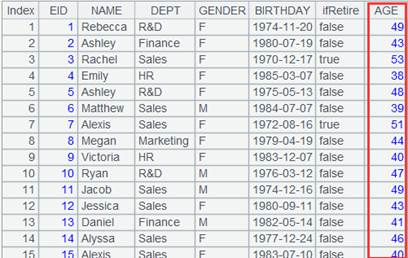 Index EID NAME DEPT GENDER BIRTHDAY ifRetire AGE
1 1 Rebecca R&D F 1974-11-20 false 49
2 2 Ashley Finance F 1980-07-19 false 43
3 3 Rachel Sales F 1970-12-17 true 53
4 4 Emily HR F 1985-03-07 false 38
5 5 Ashley R&D F 1975-05-13 false 48
6 6 Matthew Sales M 1984-07-07 false 39
7 7 Alexis Sales F 1972-08-16 true 51
8 8 Megan Marketing F 1979-04-19 false 44
9 9 Victoria HR F 1983-12-07 false 40
10 10 Ryan R&D M 1976-03-12 false 47
11 11 Jacob Sales M 1974-12-16 false 49
12 12 Jessica Sales F 1980-09-11 false 43
13 13 Daniel Finance M 1982-05-14 false 41
14 14 Alyssa Sales F 1977-12-24 false 46
15 15 Alexis Sales F 1983-07-10 false 40